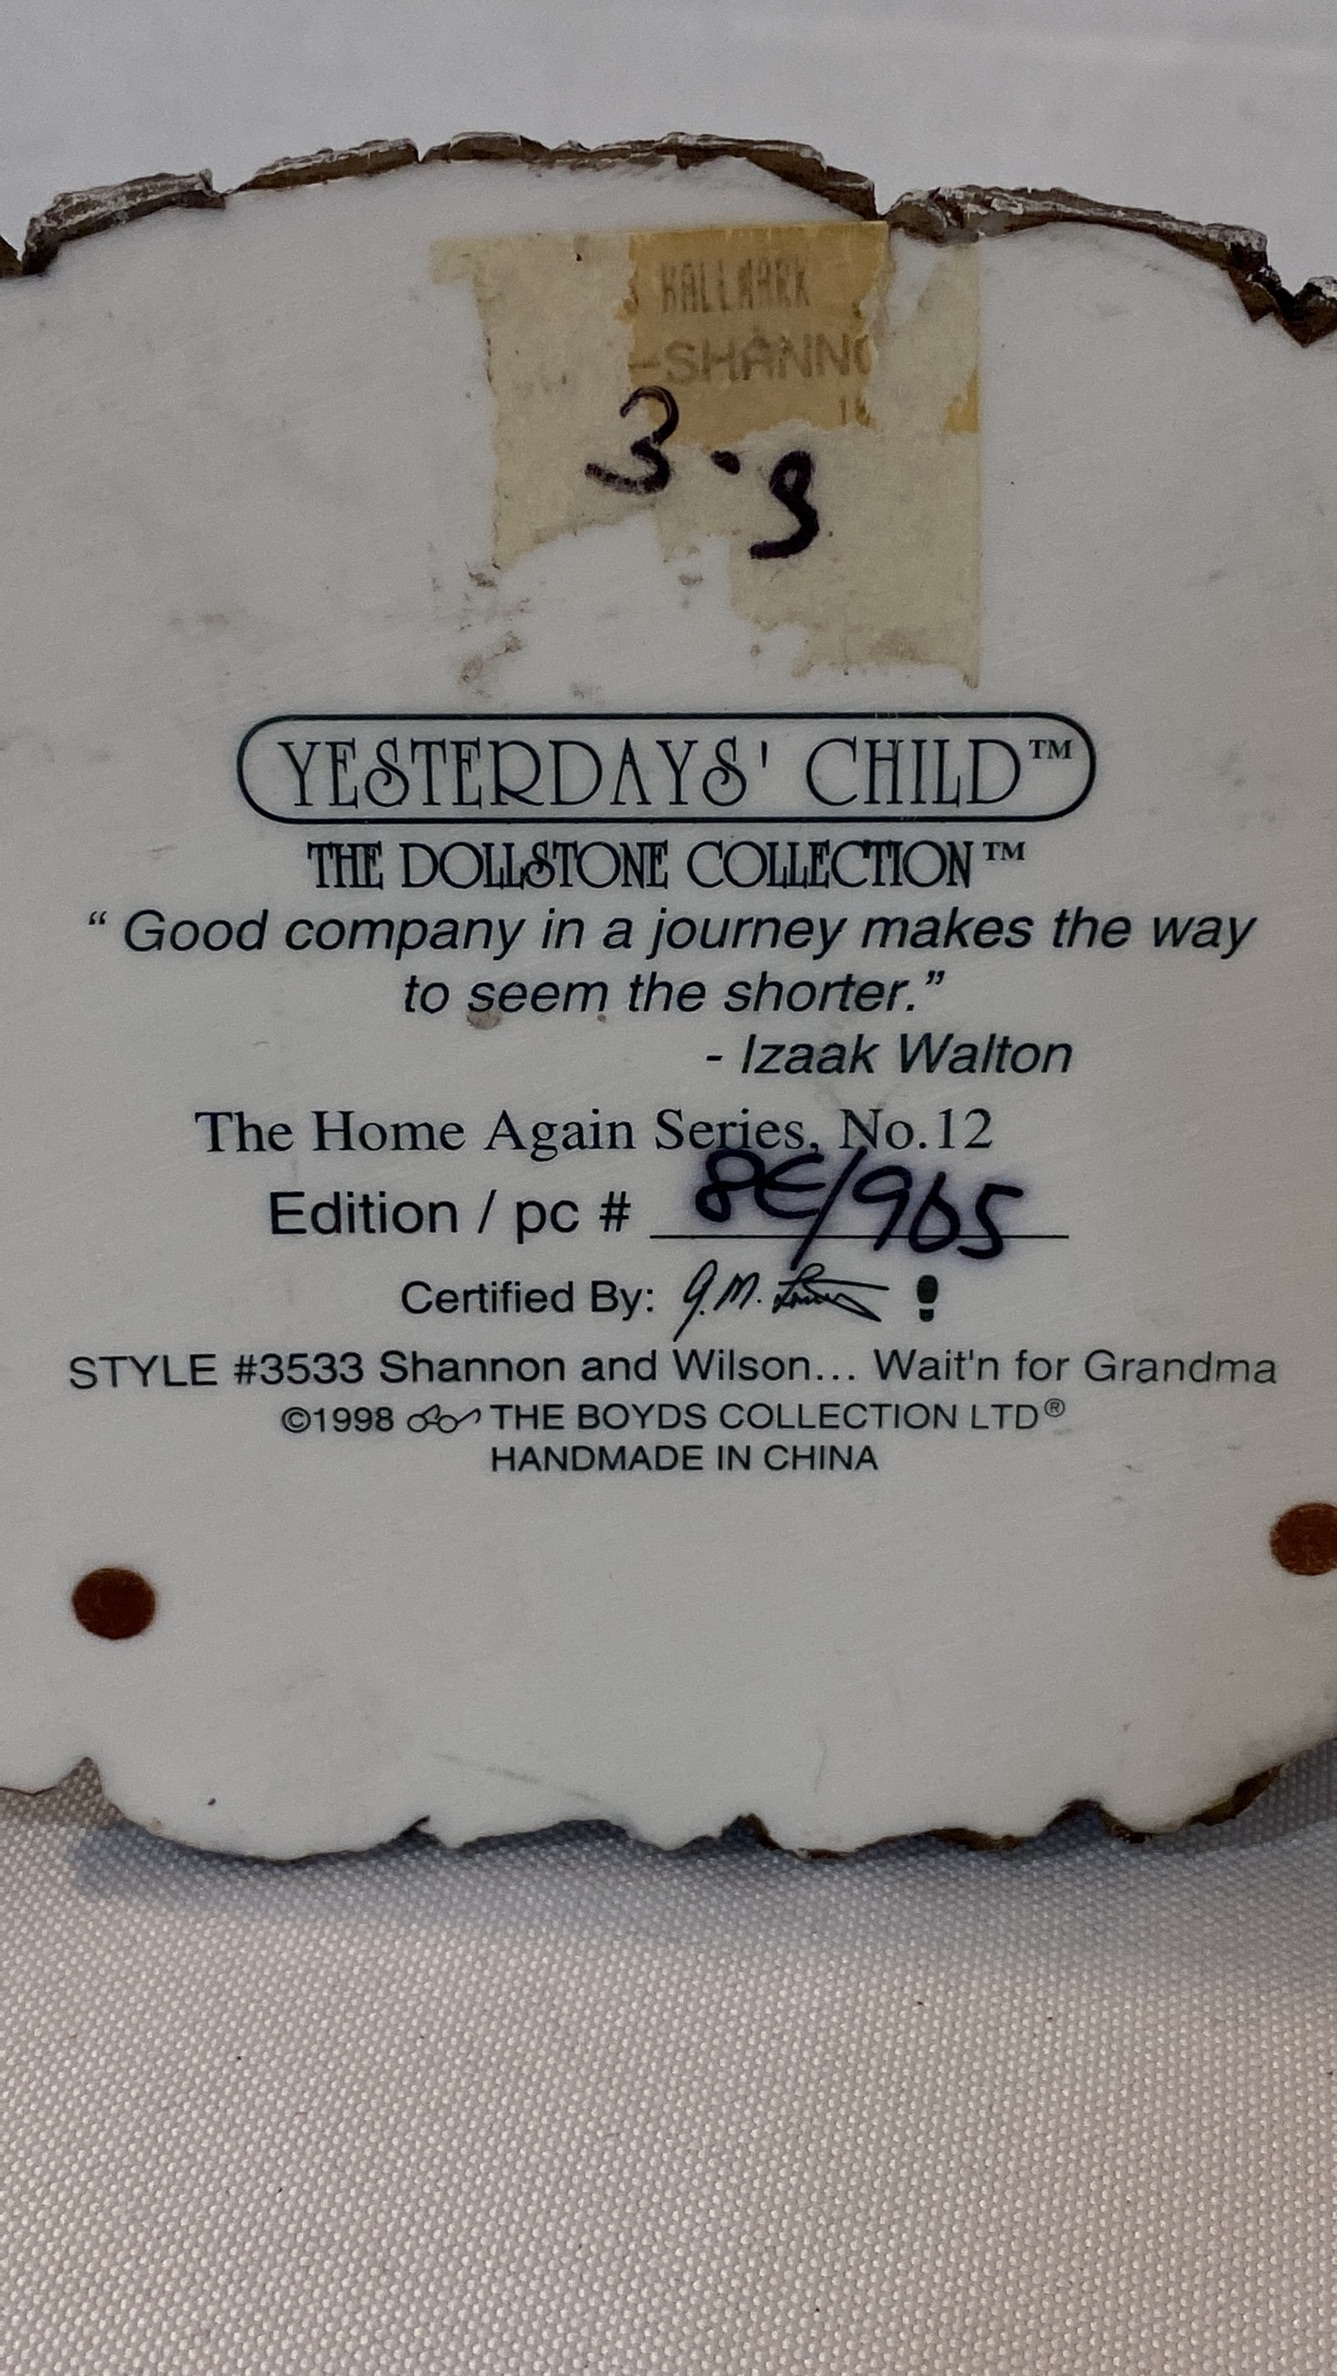 HALLMARK
-SHANNO
3.9
YESTERDAYS' CHILD™
THE DOLLSTONE COLLECTION™
“ Good company in a journey makes the way
to seem the shorter.”
- Izaak Walton
The Home Again Series, No.12
Edition / pc # 8E/965
Certified By: G.M.
STYLE #3533 Shannon and Wilson... Wait'n for Grandma
©1998 THE BOYDS COLLECTION LTD®
HANDMADE IN CHINA